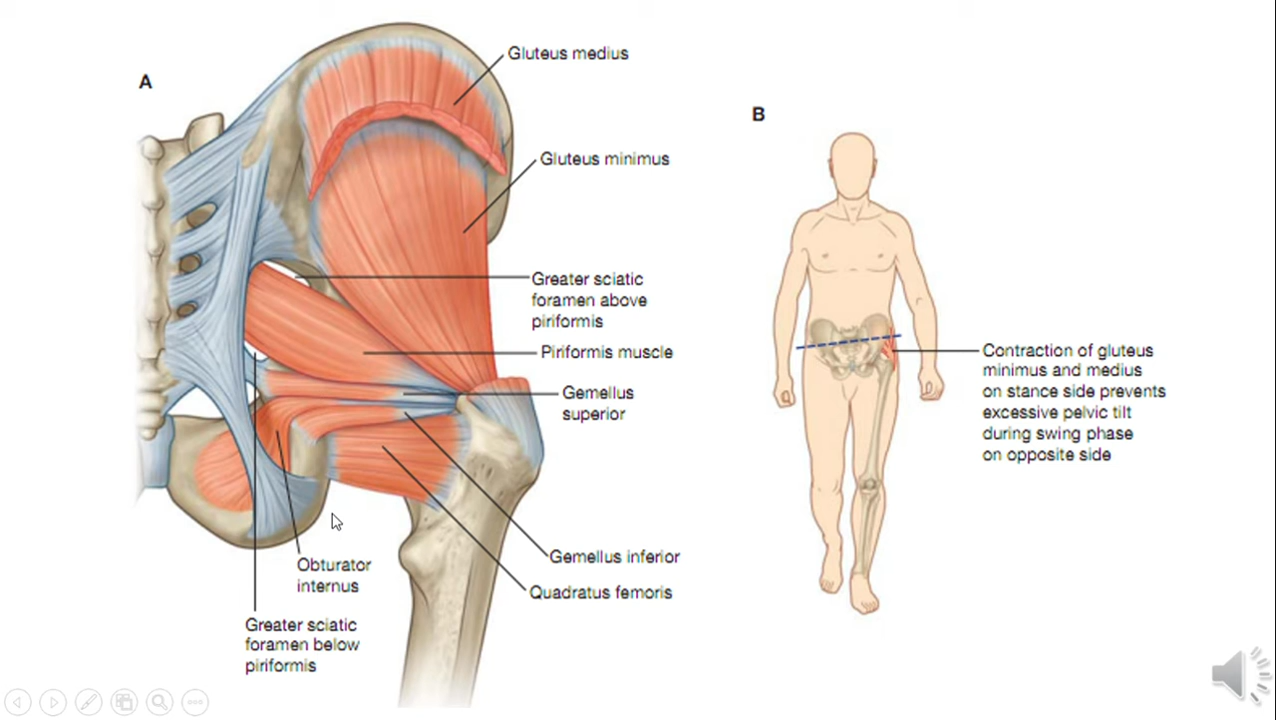 A
Gluteus medius
Gluteus minimus
Greater sciatic
foramen above
piriformis
Piriformis muscle
Gemellus
superior
Gemellus inferior
Quadratus femoris
Obturator
internus
Greater sciatic
foramen below
piriformis
B
Contraction of gluteus
minimus and medius
on stance side prevents
excessive pelvic tilt
during swing phase
on opposite side